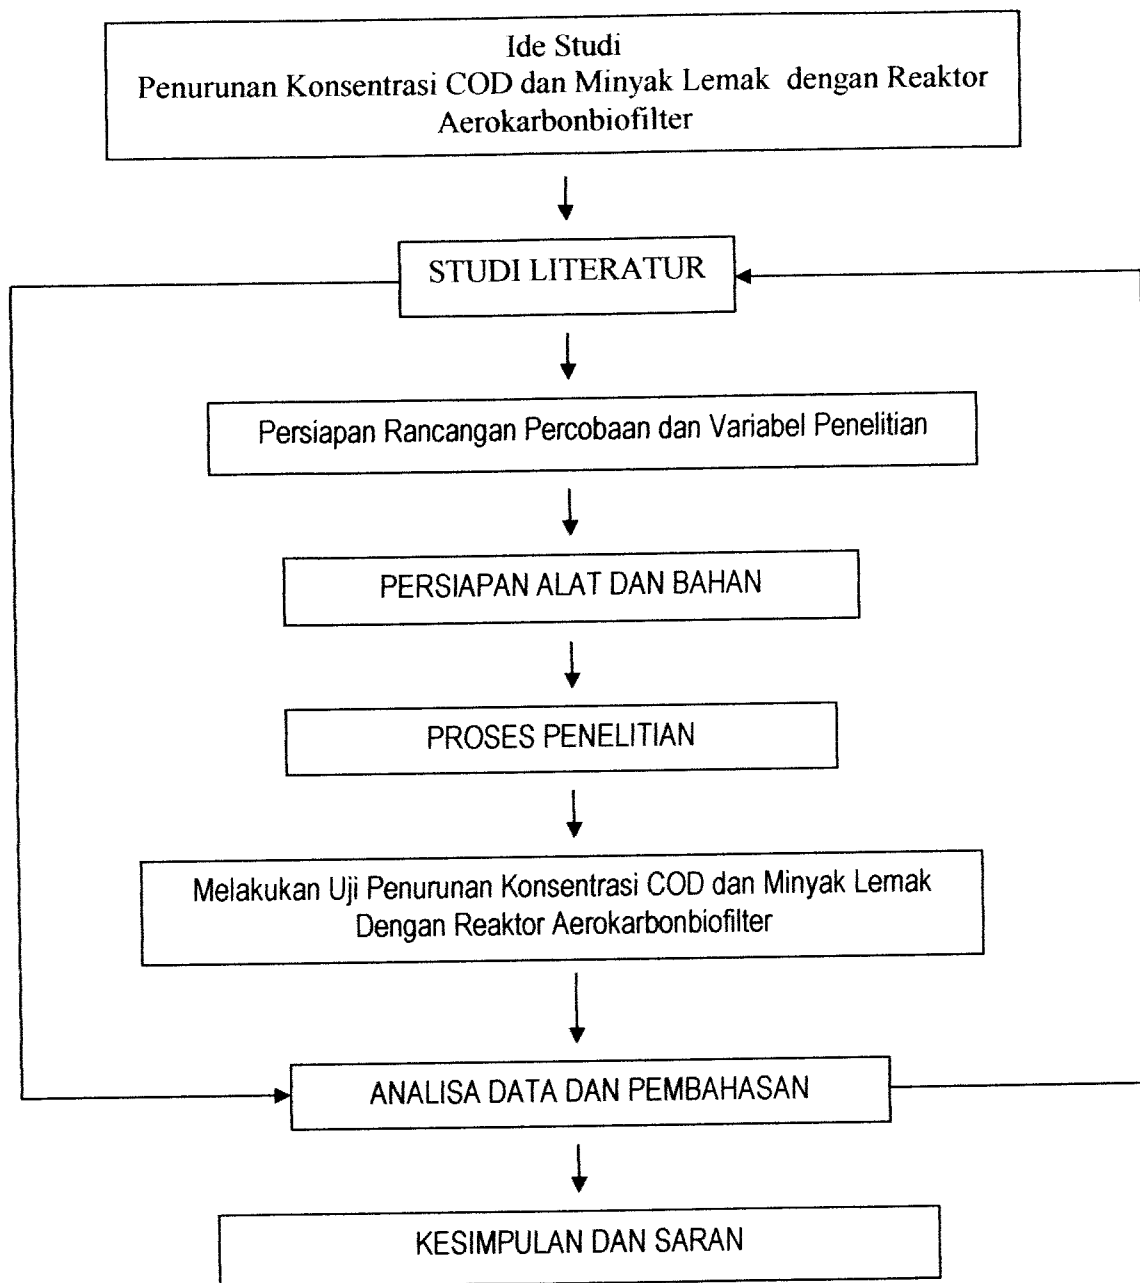 Ide Studi
Penurunan Konsentrasi COD dan Minyak Lemak dengan Reaktor
Aerokarbonbiofilter
STUDI LITERATUR
Persiapan Rancangan Percobaan dan Variabel Penelitian
PERSIAPAN ALAT DAN BAHAN
PROSES PENELITIAN
Melakukan Uji Penurunan Konsentrasi COD dan Minyak Lemak
Dengan Reaktor Aerokarbonbiofilter
ANALISA DATA DAN PEMBAHASAN
KESIMPULAN DAN SARAN